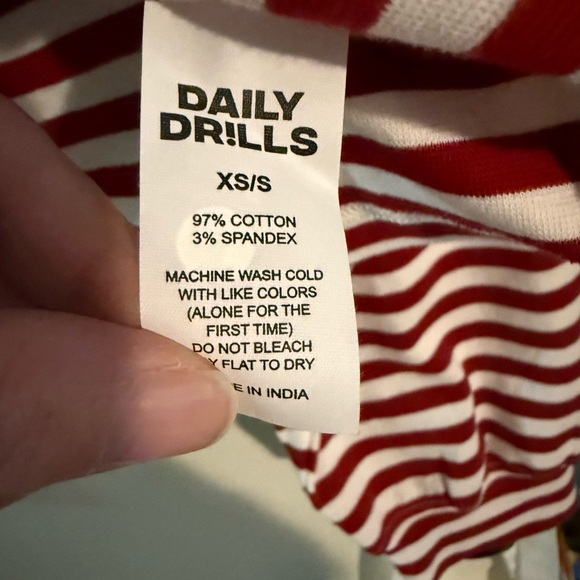 DAILY
DR!LLS
XS/S
97% COTTON
3% SPANDEX
MACHINE WASH COLD
WITH LIKE COLORS
(ALONE FOR THE
FIRST TIME)
DO NOT BLEACH
FLAT TO DRY
IN INDIA